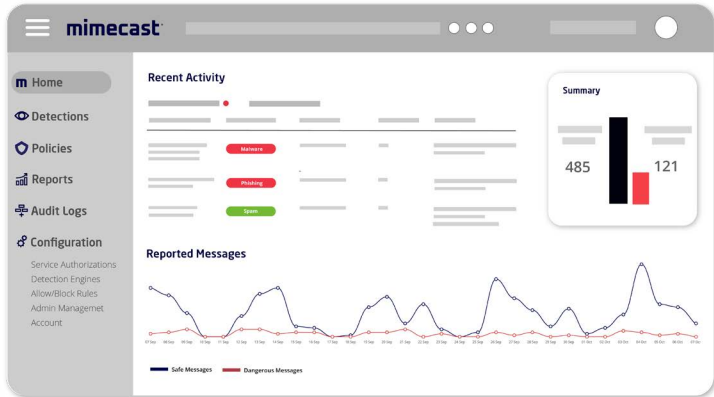 mimecast
Home
Detections
Policies
Reports
Audit Logs
Configuration
Service Authorizations
Detection Engines
Allow/Block Rules
Admin Managemet
Account
Recent Activity
Malware
Phishing
Spam
Summary
485
121
Reported Messages
Safe Messages
Dangerous Messages